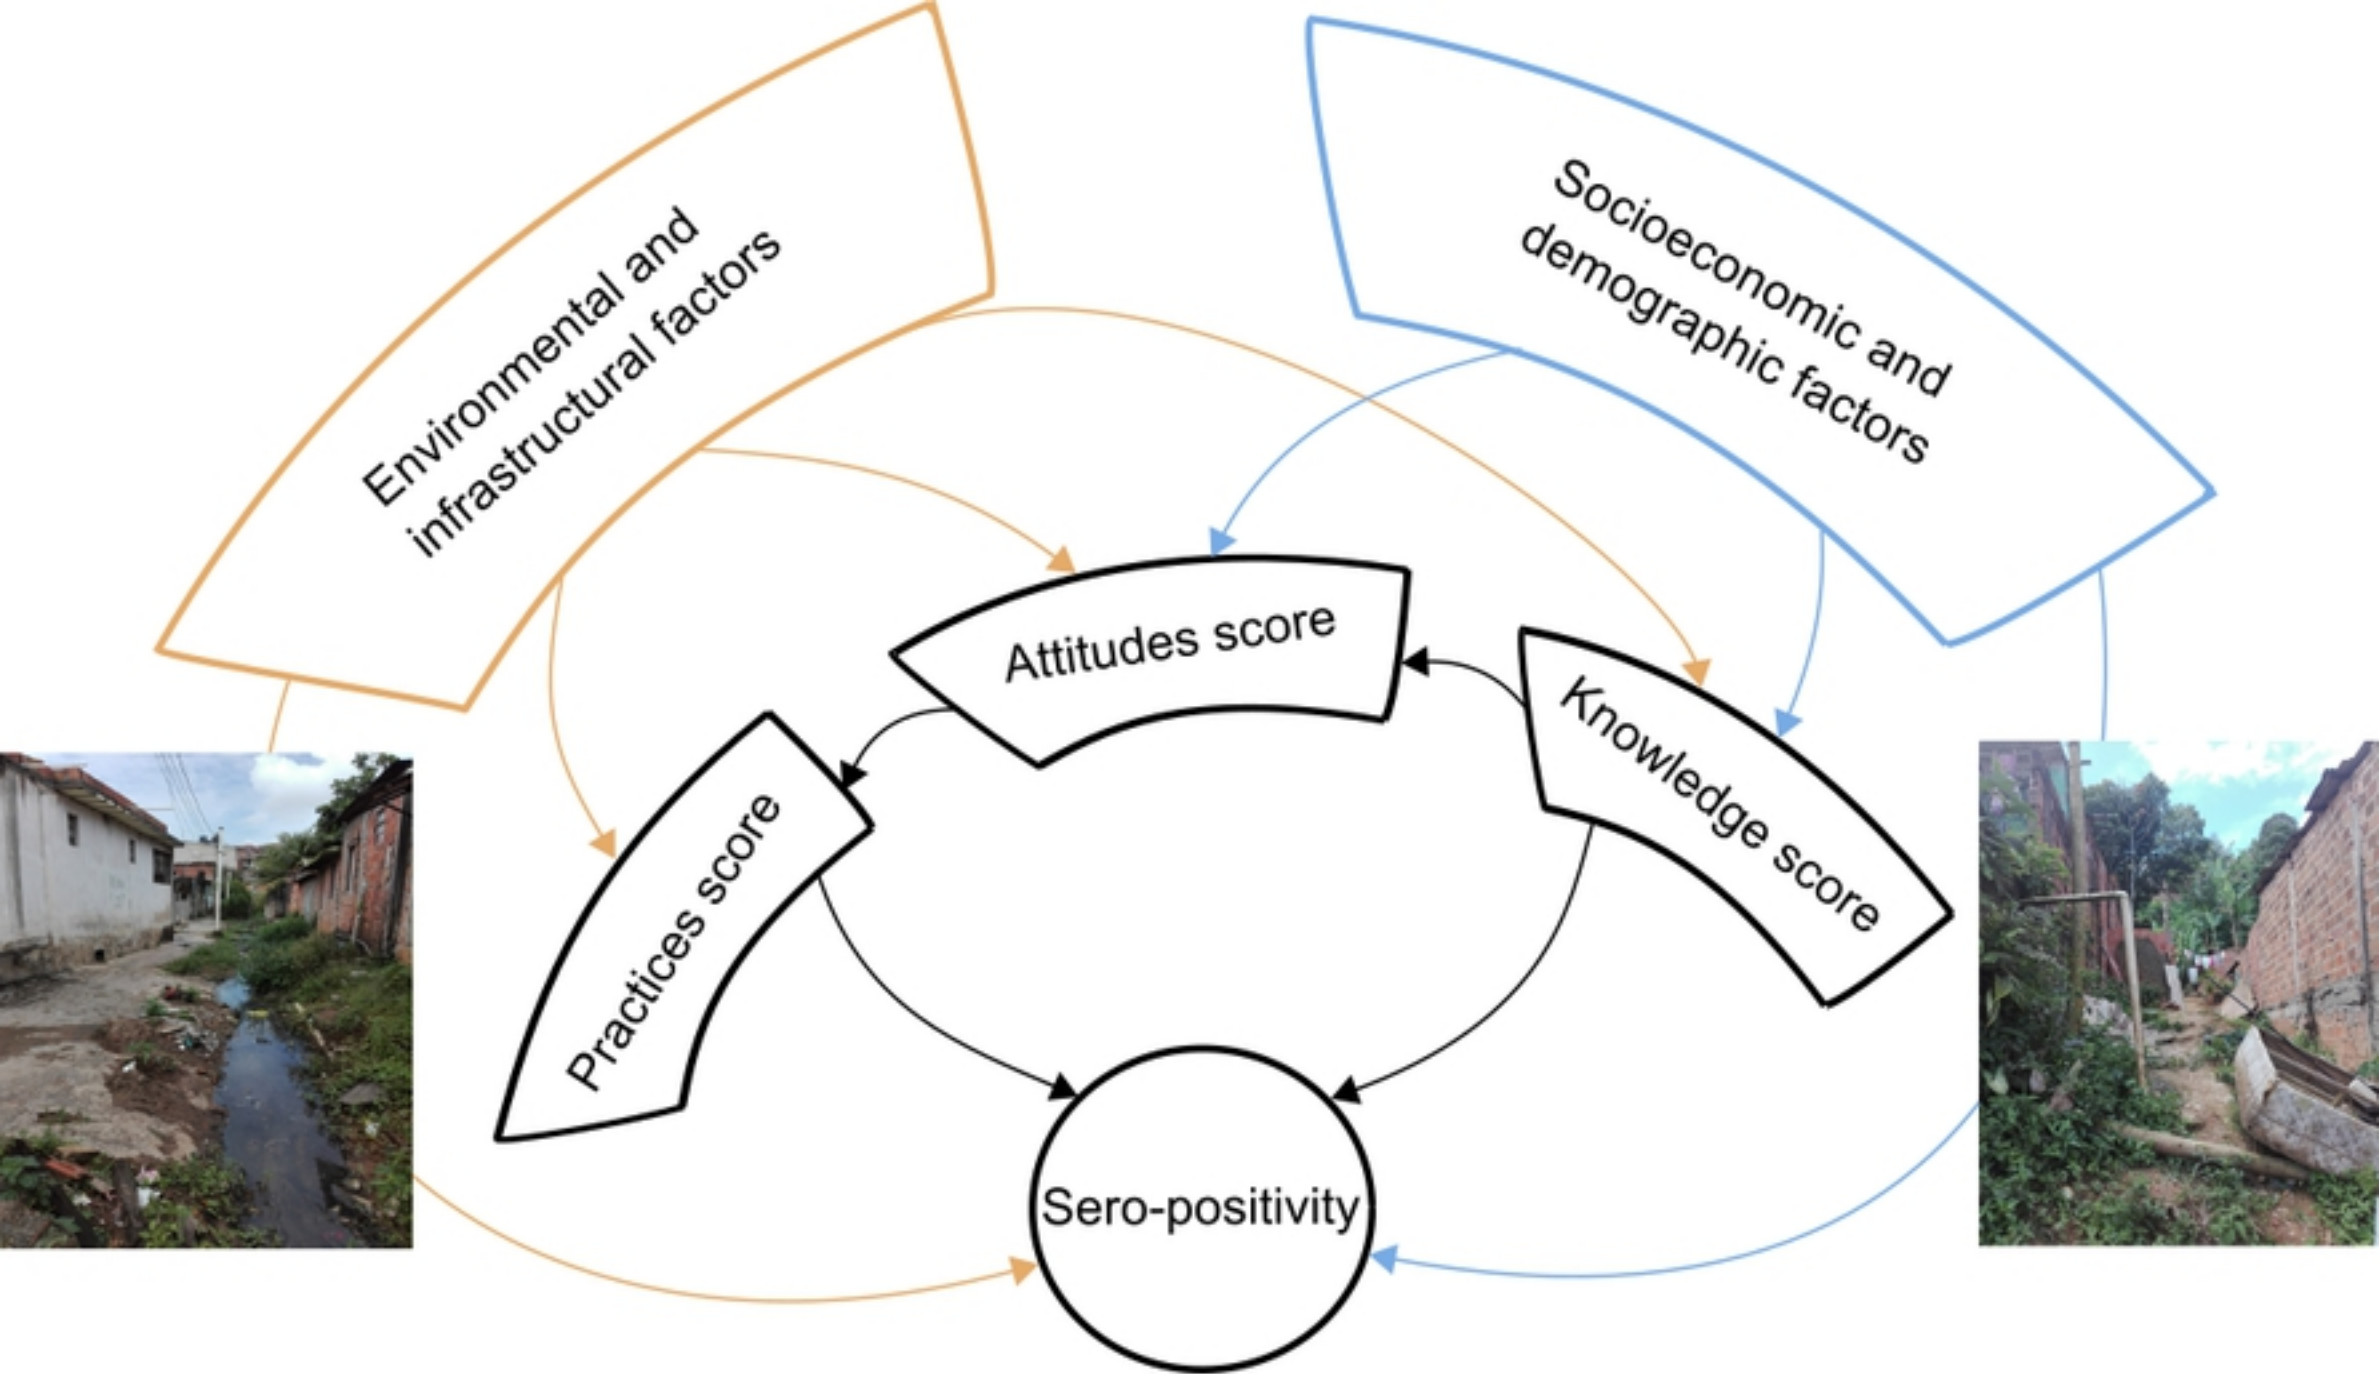 Environmental and
infrastructural factors
Socioeconomic and
demographic factors
Attitudes score
Knowledge score
Practices score
Sero-positivity